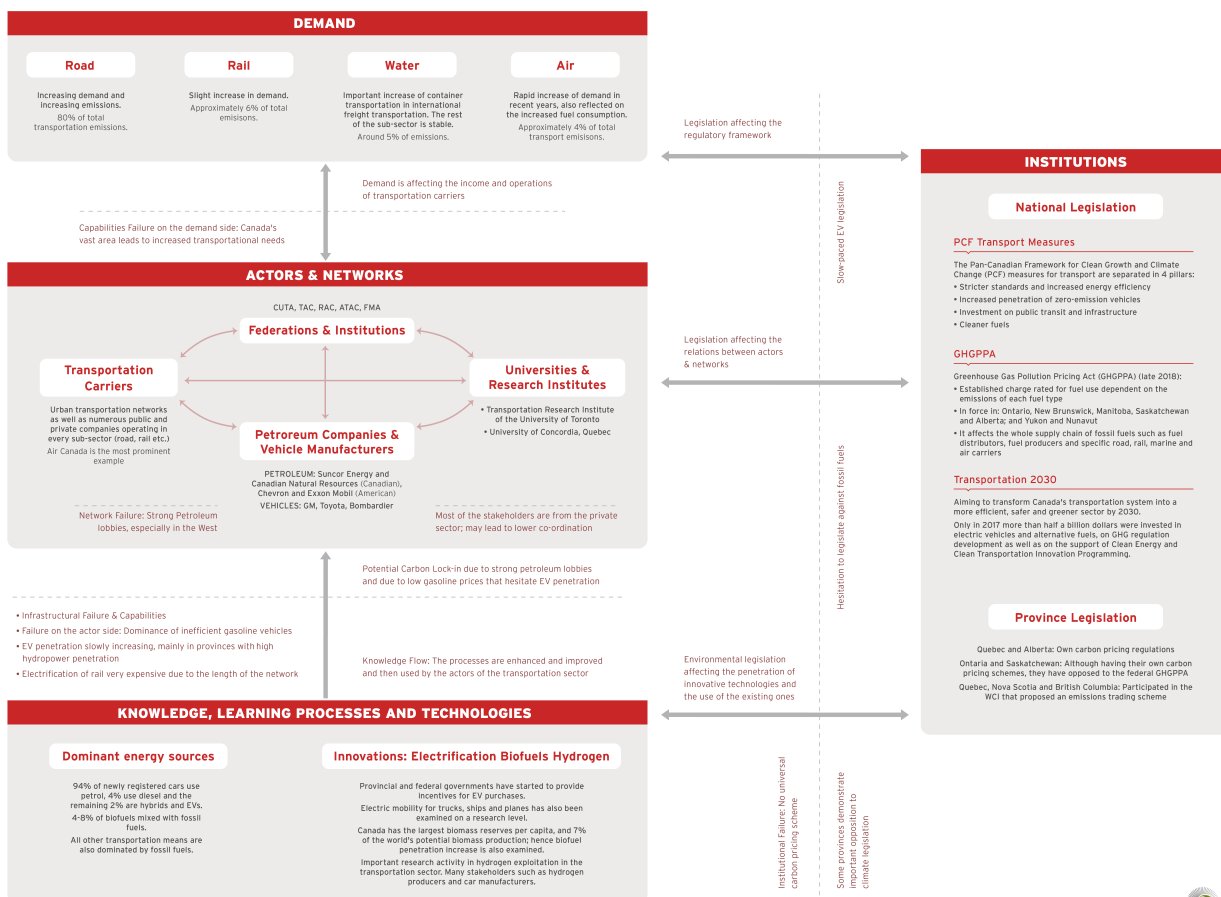 DEMAND
Road
Increasing demand and
increasing emissions.
80% of total
transportation emissions.
Rail
Slight increase in demand.
Approximately 6% of total
emisisons.
Water
Important increase of container
transportation in international
freight transportation. The rest
of the sub-sector is stable.
Around 5% of emissions.
Air
Rapid increase of demand in
recent years, also reflected on
the increased fuel consumption.
Approximately 4% of total
transport emisisons.
Demand is affecting the income and operations
of transportation carriers
Capabilities Failure on the demand side: Canada's
vast area leads to increased transportational needs
ACTORS & NETWORKS
CUTA, TAC, RAC, ATAC, FMA
Federations & Institutions
Transportation
Carriers
Urban transportation networks
as well as numerous public and
private companies operating in
every sub-sector (road, rail etc.)
Air Canada is the most prominent
example
Universities &
Research Institutes
• Transportation Research Institute
of the University of Toronto
• University of Concordia, Quebec
Petroreum Companies &
Vehicle Manufacturers
PETROLEUM: Suncor Energy and
Canadian Natural Resources (Canadian),
Chevron and Exxon Mobil (American)
VEHICLES: GM, Toyota, Bombardier
Network Failure: Strong Petroleum
lobbies, especially in the West
Most of the stakeholders are from the private
sector; may lead to lower co-ordination
Potential Carbon Lock-in due to strong petroleum lobbies
and due to low gasoline prices that hesitate EV penetration
• Infrastructural Failure & Capabilities
• Failure on the actor side: Dominance of inefficient gasoline vehicles
• EV penetration slowly increasing, mainly in provinces with high
hydropower penetration
• Electrification of rail very expensive due to the length of the network
Knowledge Flow: The processes are enhanced and improved
and then used by the actors of the transportation sector
KNOWLEDGE, LEARNING PROCESSES AND TECHNOLOGIES
Dominant energy sources
94% of newly registered cars use
petrol, 4% use diesel and the
remaining 2% are hybrids and EVs.
4-8% of biofuels mixed with fossil
fuels.
All other transportation means are
also dominated by fossil fuels.
Innovations: Electrification Biofuels Hydrogen
Provincial and federal governments have started to provide
incentives for EV purchases.
Electric mobility for trucks, ships and planes has also been
examined on a research level.
Canada has the largest biomass reserves per capita, and 7%
of the world's potential biomass production; hence biofuel
penetration increase is also examined.
Important research activity in hydrogen exploitation in the
transportation sector. Many stakeholders such as hydrogen
producers and car manufacturers.
Legislation affecting the
regulatory framework
Slow-paced EV legislation
Legislation affecting the
relations between actors
& networks
Hesitation to legislate against fossil fuels
Environmental legislation
affecting the penetration of
innovative technologies and
the use of the existing ones
Institutional Failure: No universal
carbon pricing scheme
Some provinces demonstrate
important opposition to
climate legislation
INSTITUTIONS
National Legislation
PCF Transport Measures
The Pan-Canadian Framework for Clean Growth and Climate
Change (PCF) measures for transport are separated in 4 pillars:
• Stricter standards and increased energy efficiency
• Increased penetration of zero-emission vehicles
• Investment on public transit and infrastructure
• Cleaner fuels
GHGPPA
Greenhouse Gas Pollution Pricing Act (GHGPPA) (late 2018):
• Established charge rated for fuel use dependent on the
emissions of each fuel type
• In force in: Ontario, New Brunswick, Manitoba, Saskatchewan
and Alberta; and Yukon and Nunavut
• It affects the whole supply chain of fossil fuels such as fuel
distributors, fuel producers and specific road, rail, marine and
air carriers
Transportation 2030
Aiming to transform Canada's transportation system into a
more efficient, safer and greener sector by 2030.
Only in 2017 more than half a billion dollars were invested in
electric vehicles and alternative fuels, on GHG regulation
development as well as on the support of Clean Energy and
Clean Transportation Innovation Programming.
Province Legislation
Quebec and Alberta: Own carbon pricing regulations
Ontaria and Saskatchewan: Although having their own carbon
pricing schemes, they have opposed to the federal GHGPPA
Quebec, Nova Scotia and British Columbia: Participated in the
WCI that proposed an emissions trading scheme